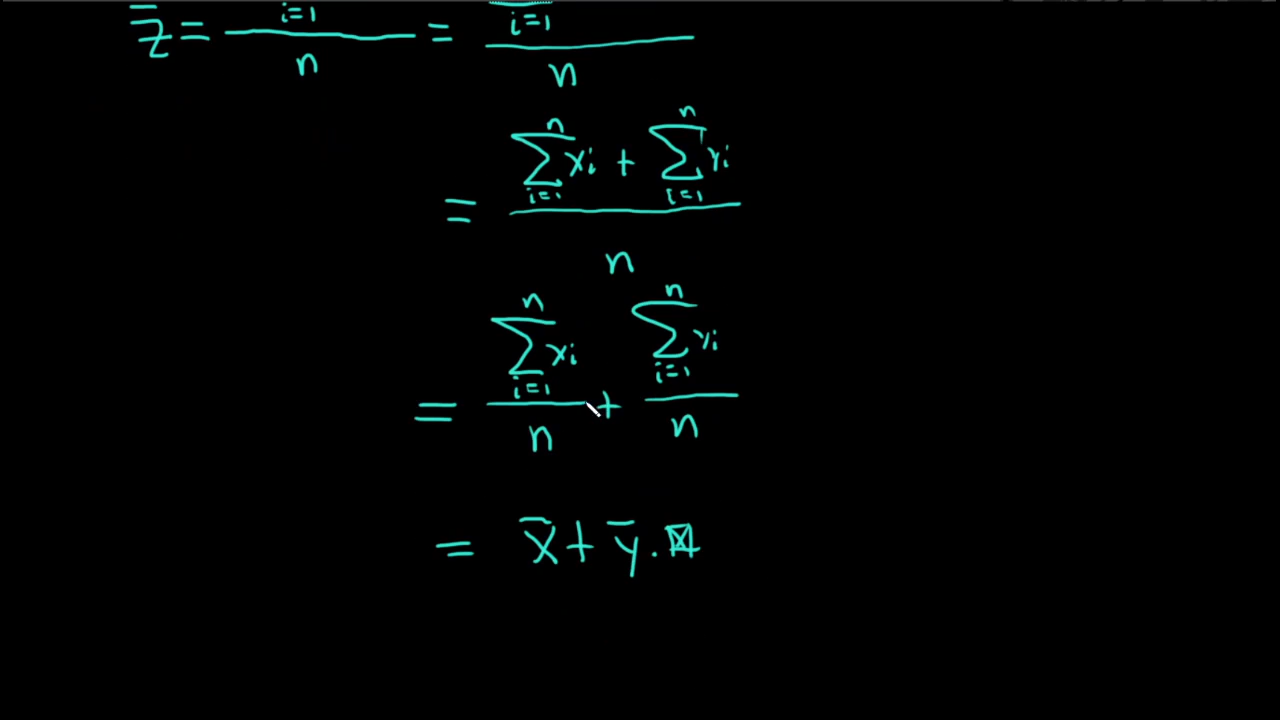 z̄ = i=1 / n = i=1 / n
= (∑_{i=1}^{n} xi + ∑_{i=1}^{n} yi) / n
= (∑_{i=1}^{n} xi) / n + (∑_{i=1}^{n} yi) / n
= x̄ + ȳ.